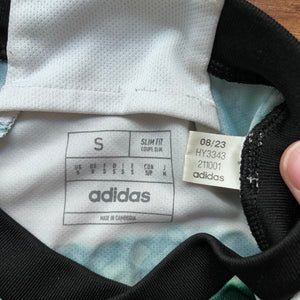 S
SLIM FIT
COUPE SLIM
adidas
MADE IN CAMBODIA
08/23
HY3343
211001
adidas